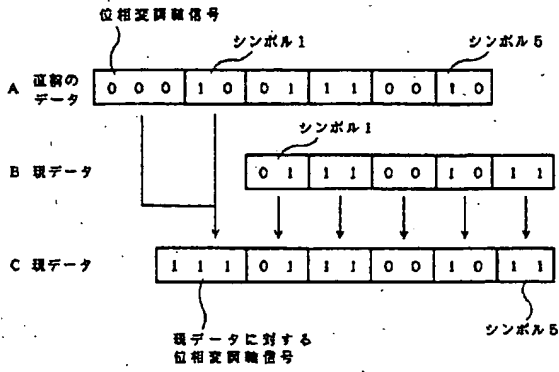 位相変調軸信号
シンボル1
シンボル5
A 直前のデータ 0 0 0 1 0 0 1 1 1 0 0 1 0
シンボル1
B 現データ 0 1 1 1 0 0 1 0 1 1
C 現データ 1 1 1 0 1 1 1 0 0 1 0 1 1
シンボル5
現データに対する
位相変調軸信号